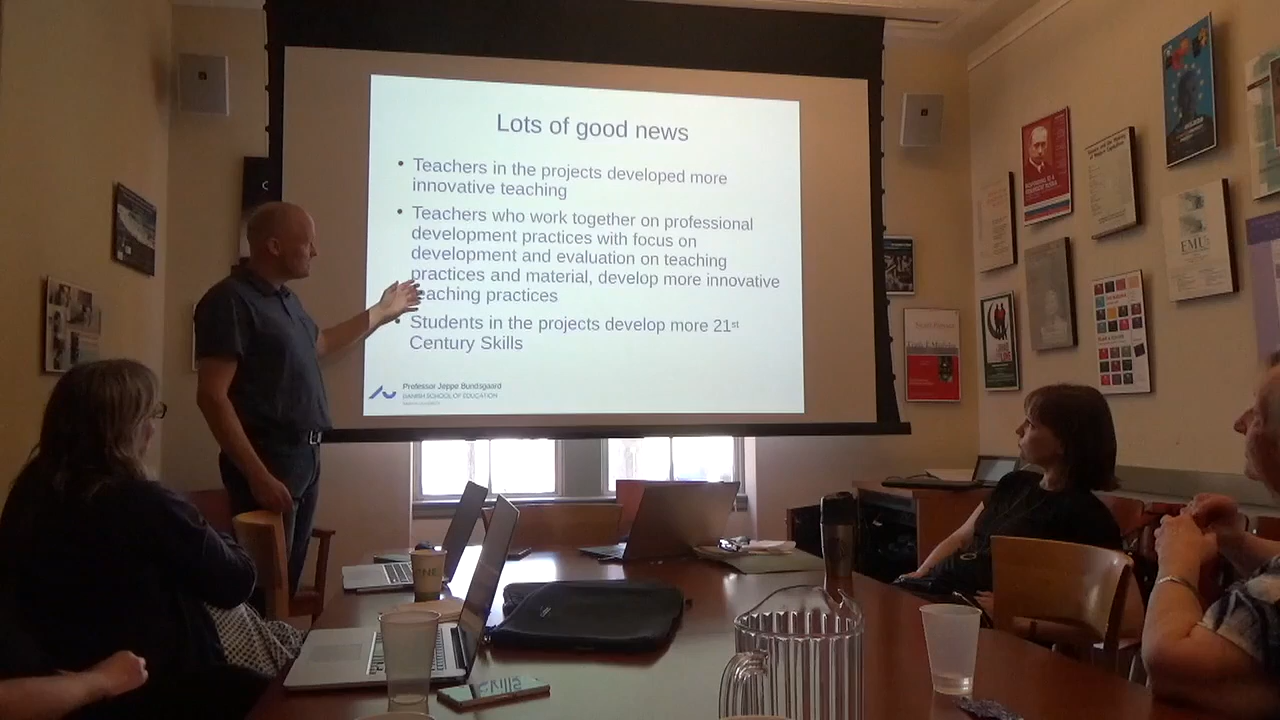 Lots of good news
• Teachers in the projects developed more
innovative teaching
• Teachers who work together on professional
development practices with focus on
development and evaluation on teaching
practices and material, develop more innovative
eaching practices
• Students in the projects develop more 21st
Century Skills
Professor Jeppe Bundsgaard
DANISH SCHOOL OF EDUCATION
EMU